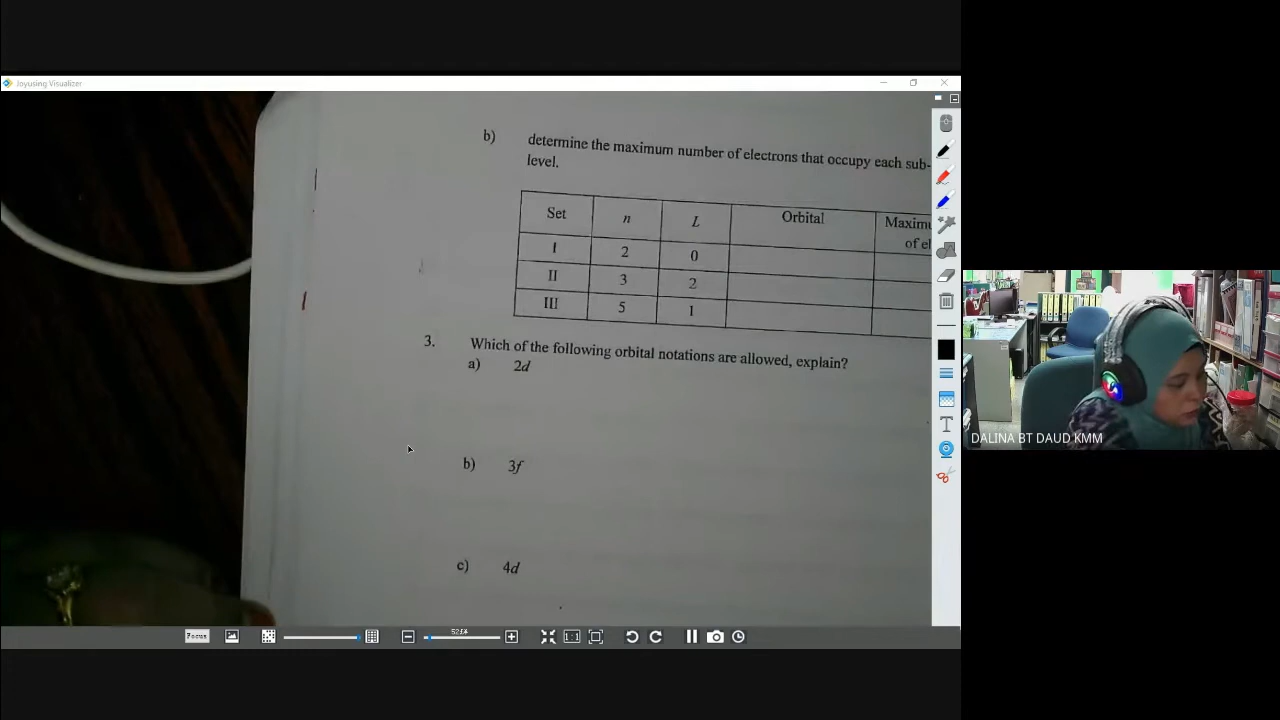 Joyusing Visualizer
b) determine the maximum number of electrons that occupy each sub-
level.
Set n L Orbital Maximu
of el
I 2 0
II 3 2
III 5 1
3. Which of the following orbital notations are allowed, explain?
a) 2d
b) 3f
c) 4d
DALINA BT DAUD KMM
T
Focus
1:1